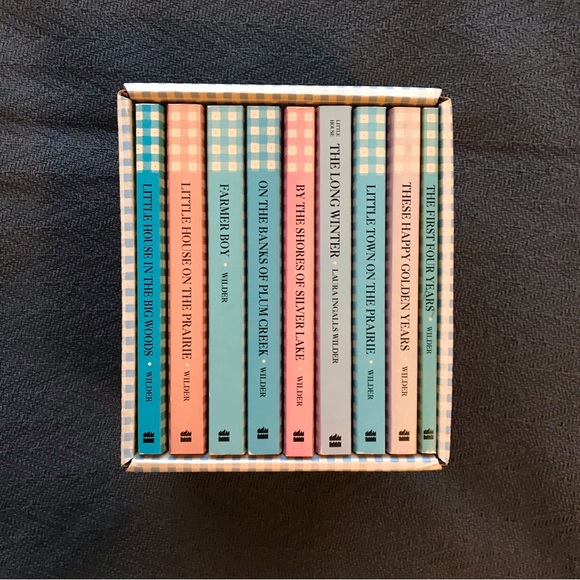 LITTLE HOUSE IN THE BIG WOODS • WILDER
LITTLE HOUSE ON THE PRAIRIE • WILDER
FARMER BOY • WILDER
ON THE BANKS OF PLUM CREEK • WILDER
BY THE SHORES OF SILVER LAKE • WILDER
LITTLE
HOUSE
THE LONG WINTER • LAURA INGALLS WILDER
LITTLE TOWN ON THE PRAIRIE • WILDER
THESE HAPPY GOLDEN YEARS • WILDER
THE FIRST FOUR YEARS • WILDER